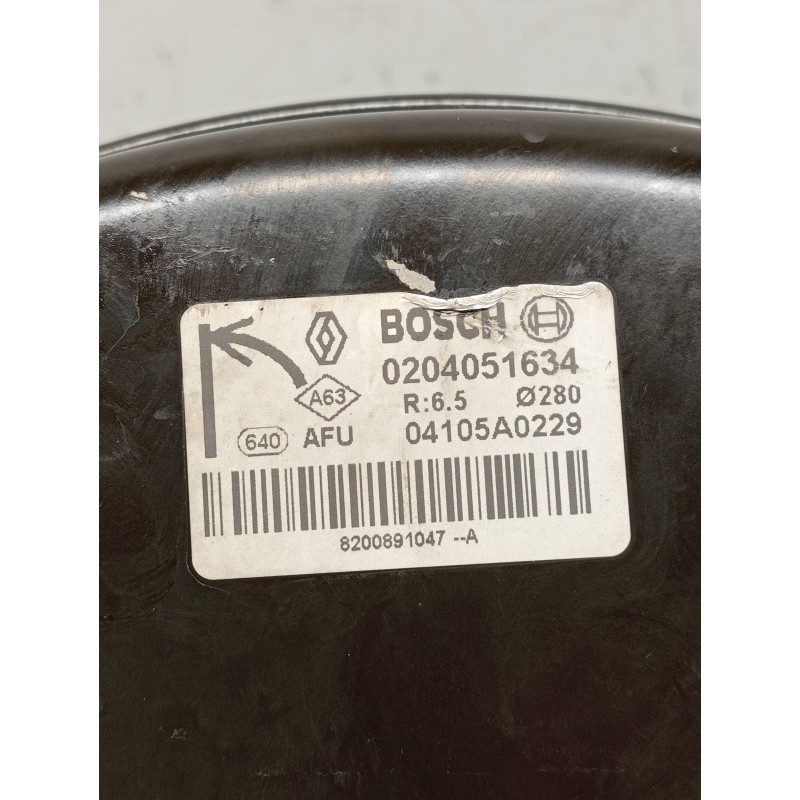 BOSCH
0204051634
A63
R:6.5 Ø280
640 AFU 04105A0229
8200891047 --A